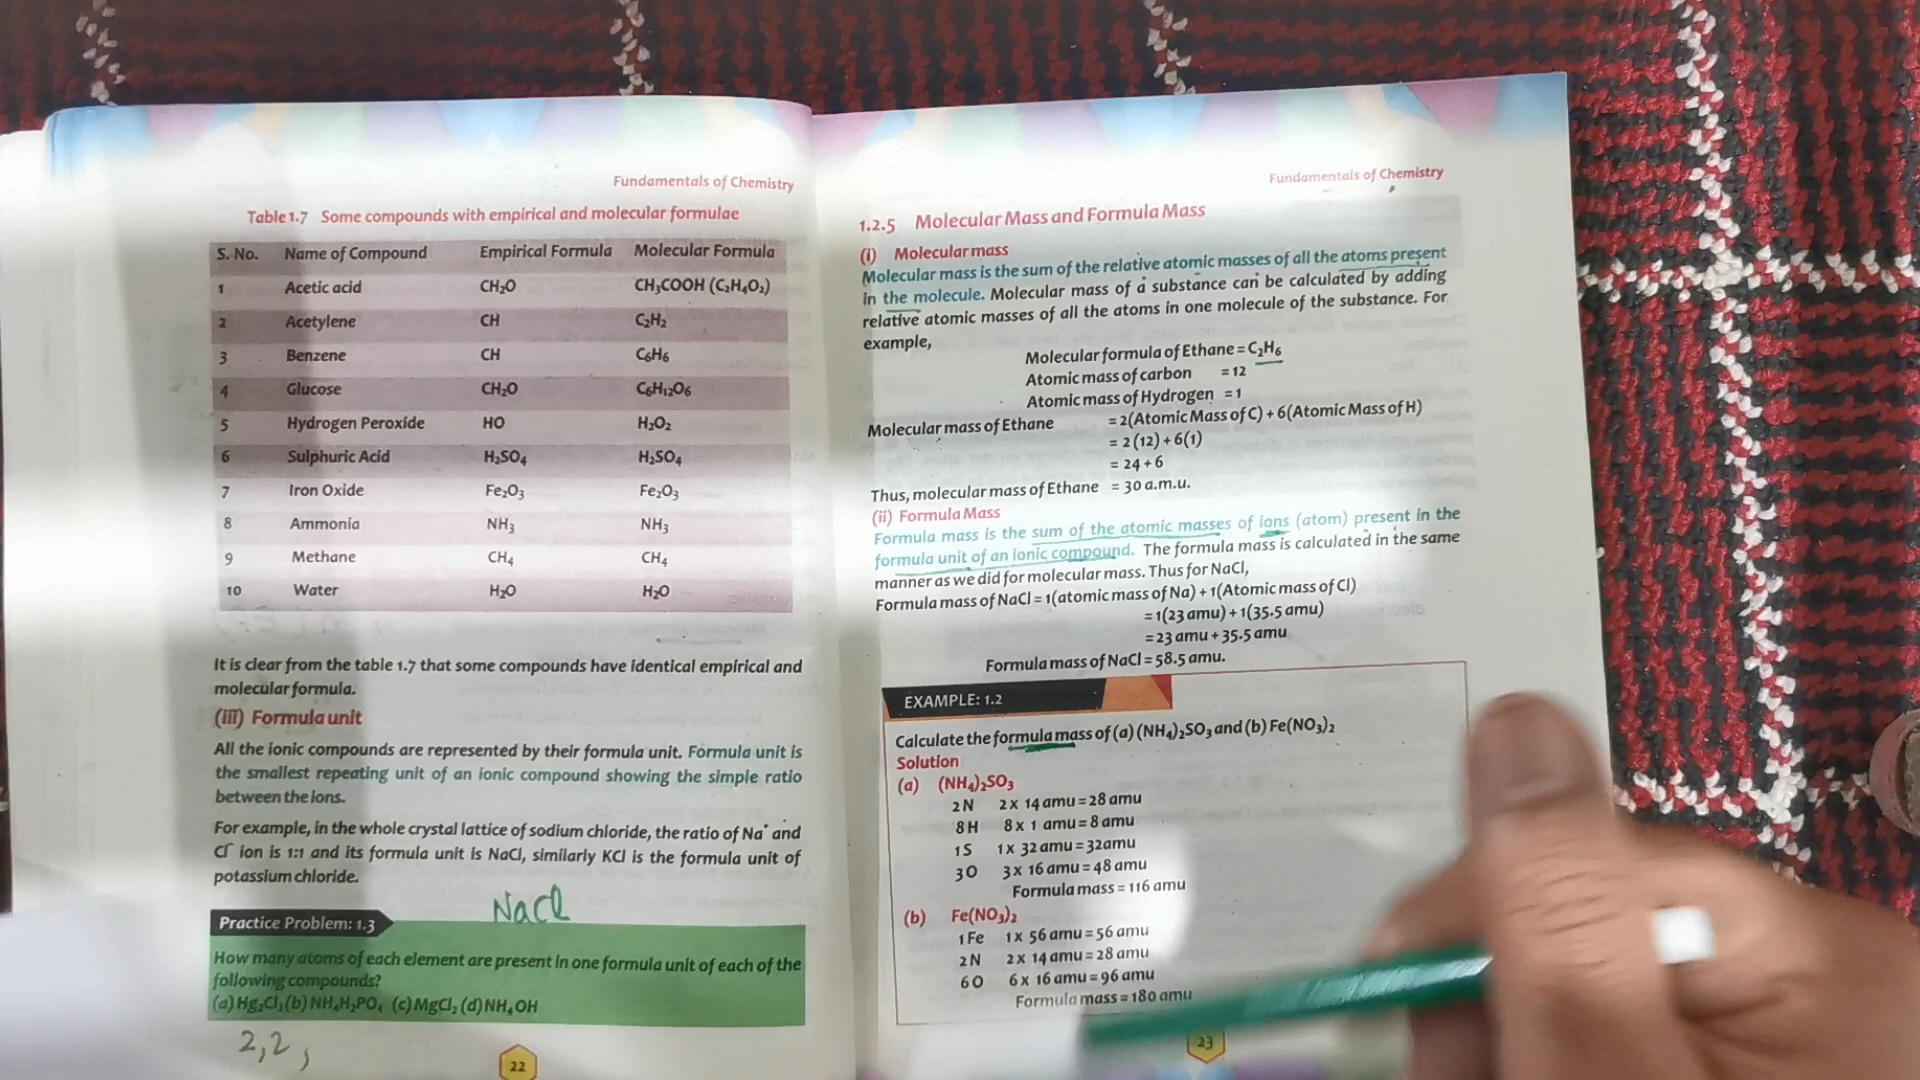 Fundamentals of Chemistry
Table 1.7 Some compounds with empirical and molecular formulae
S. No. Name of Compound Empirical Formula Molecular Formula
1 Acetic acid CH₂O CH₃COOH (C₂H₄O₂)
2 Acetylene CH C₂H₂
3 Benzene CH C₆H₆
4 Glucose CH₂O C₆H₁₂O₆
5 Hydrogen Peroxide HO H₂O₂
6 Sulphuric Acid H₂SO₄ H₂SO₄
7 Iron Oxide Fe₂O₃ Fe₂O₃
8 Ammonia NH₃ NH₃
9 Methane CH₄ CH₄
10 Water H₂O H₂O
It is clear from the table 1.7 that some compounds have identical empirical and
molecular formula.
(iii) Formula unit
All the ionic compounds are represented by their formula unit. Formula unit is
the smallest repeating unit of an ionic compound showing the simple ratio
between the ions.
For example, in the whole crystal lattice of sodium chloride, the ratio of Na⁺ and
Cl⁻ ion is 1:1 and its formula unit is NaCl, similarly KCl is the formula unit of
potassium chloride.
NaCl
Practice Problem: 1.3
How many atoms of each element are present in one formula unit of each of the
following compounds?
(a) Hg₂Cl₂ (b) NH₄H₂PO₄ (c) MgCl₂ (d) NH₄OH
2,2,
22
Fundamentals of Chemistry
1.2.5 Molecular Mass and Formula Mass
(i) Molecular mass
Molecular mass is the sum of the relative atomic masses of all the atoms present
in the molecule. Molecular mass of a substance can be calculated by adding
relative atomic masses of all the atoms in one molecule of the substance. For
example,
Molecular formula of Ethane = C₂H₆
Atomic mass of carbon = 12
Atomic mass of Hydrogen = 1
Molecular mass of Ethane = 2(Atomic Mass of C) + 6(Atomic Mass of H)
= 2 (12) + 6(1)
= 24 + 6
Thus, molecular mass of Ethane = 30 a.m.u.
(ii) Formula Mass
Formula mass is the sum of the atomic masses of ions (atom) present in the
formula unit of an ionic compound. The formula mass is calculated in the same
manner as we did for molecular mass. Thus for NaCl,
Formula mass of NaCl = 1(atomic mass of Na) + 1(Atomic mass of Cl)
= 1(23 amu) + 1(35.5 amu)
= 23 amu + 35.5 amu
Formula mass of NaCl = 58.5 amu.
EXAMPLE: 1.2
Calculate the formula mass of (a) (NH₄)₂SO₃ and (b) Fe(NO₃)₂
Solution
(a) (NH₄)₂SO₃
2N 2 x 14 amu = 28 amu
8H 8 x 1 amu = 8 amu
1S 1 x 32 amu = 32amu
3O 3 x 16 amu = 48 amu
Formula mass = 116 amu
(b) Fe(NO₃)₂
1 Fe 1 x 56 amu = 56 amu
2N 2 x 14 amu = 28 amu
6O 6 x 16 amu = 96 amu
Formula mass = 180 amu
23